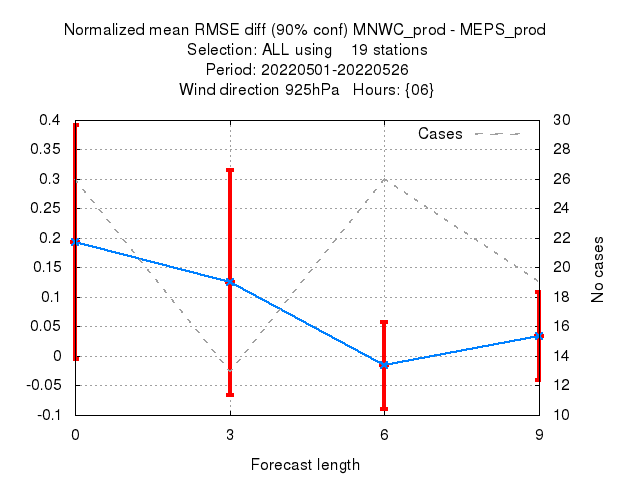 Normalized mean RMSE diff (90% conf) MNWC_prod - MEPS_prod
Selection: ALL using    19 stations
Period: 20220501-20220526
Wind direction 925hPa   Hours: {06}
Cases
0.4
0.35
0.3
0.25
0.2
0.15
0.1
0.05
0
-0.05
-0.1
30
28
26
24
22
20
18
16
14
12
10
No cases
0 3 6 9
Forecast length